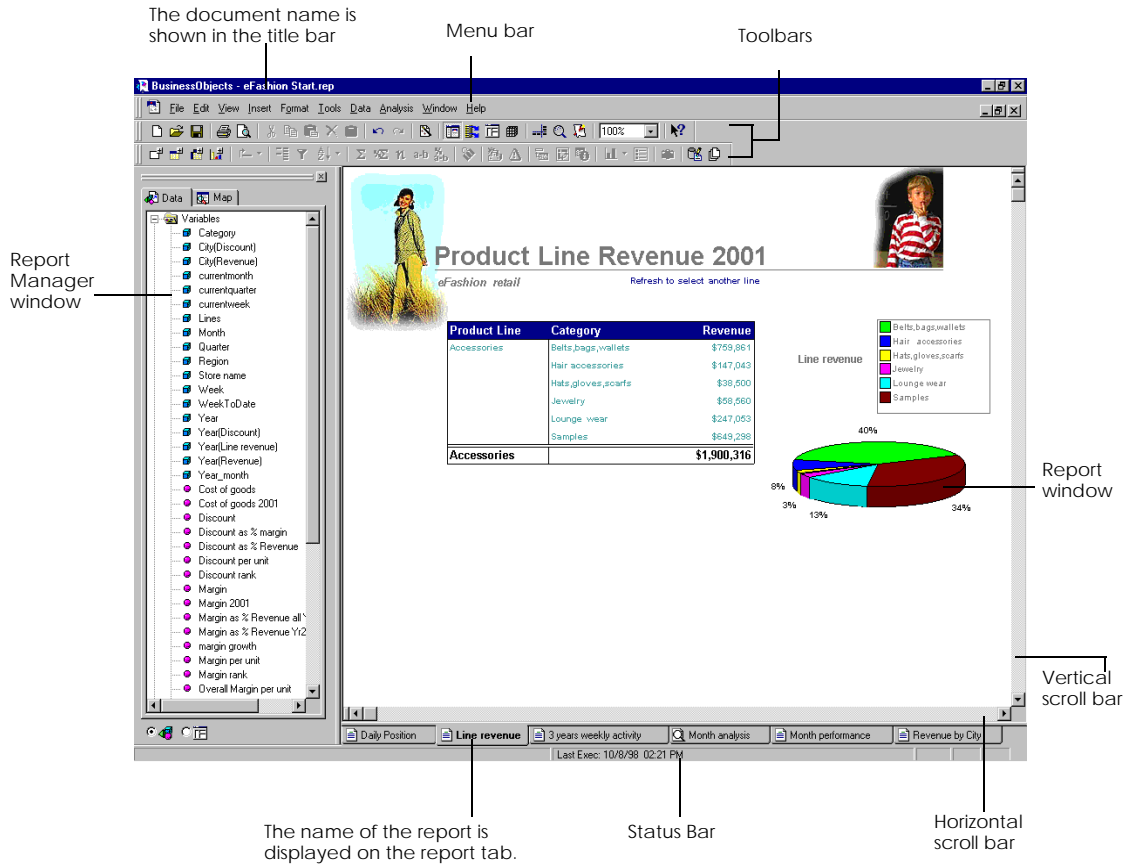 The document name is
shown in the title bar
Menu bar
Toolbars
BusinessObjects - eFashion Start.rep
File Edit View Insert Format Tools Data Analysis Window Help
100%
Data Map
Variables
Category
City(Discount)
City(Revenue)
currentmonth
currentquarter
currentweek
Lines
Month
Quarter
Region
Store name
Week
WeekToDate
Year
Year(Discount)
Year(Line revenue)
Year(Revenue)
Year_month
Cost of goods
Cost of goods 2001
Discount
Discount as % margin
Discount as % Revenue
Discount per unit
Discount rank
Margin
Margin 2001
Margin as % Revenue all
Margin as % Revenue Yr2
margin growth
Margin per unit
Margin rank
Overall Margin per unit
Report
Manager
window
Product Line Revenue 2001
eFashion retail
Refresh to select another line
Product Line Category Revenue
Accessories Belts,bags,wallets $759,861
Hair accessories $147,043
Hats,gloves,scarfs $38,500
Jewelry $58,560
Lounge wear $247,053
Samples $649,298
Accessories $1,900,316
Line revenue
Belts,bags,wallets
Hair accessories
Hats,gloves,scarfs
Jewelry
Lounge wear
Samples
40%
8%
3%
13%
34%
Report
window
Vertical
scroll bar
Daily Position Line revenue 3 years weekly activity Month analysis Month performance Revenue by City
Last Exec: 10/8/98 02:21 PM
The name of the report is
displayed on the report tab.
Status Bar
Horizontal
scroll bar